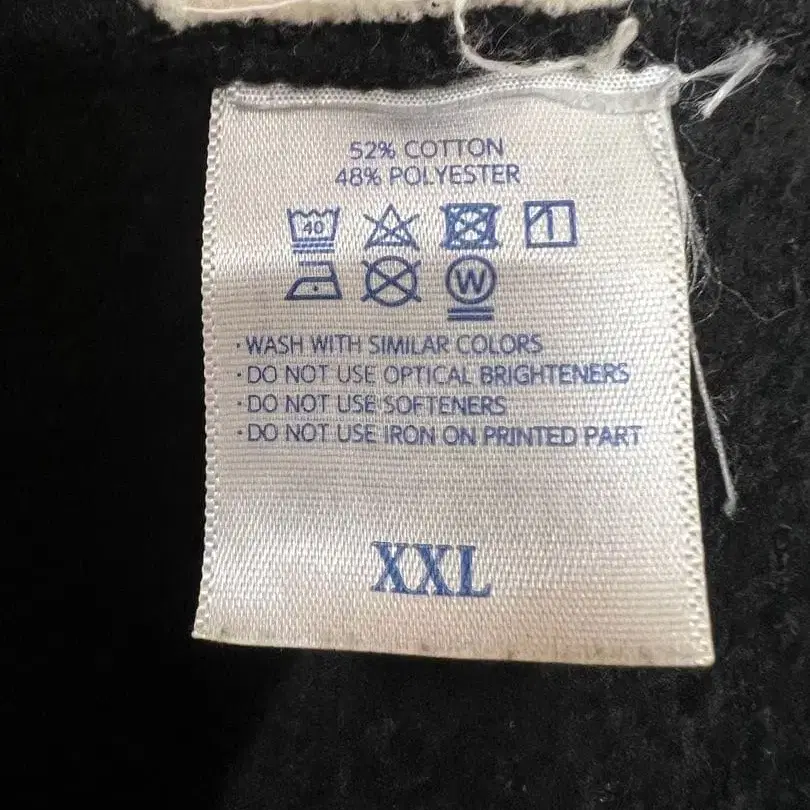 52% COTTON
48% POLYESTER
40
W
· WASH WITH SIMILAR COLORS
· DO NOT USE OPTICAL BRIGHTENERS
· DO NOT USE SOFTENERS
· DO NOT USE IRON ON PRINTED PART
XXL